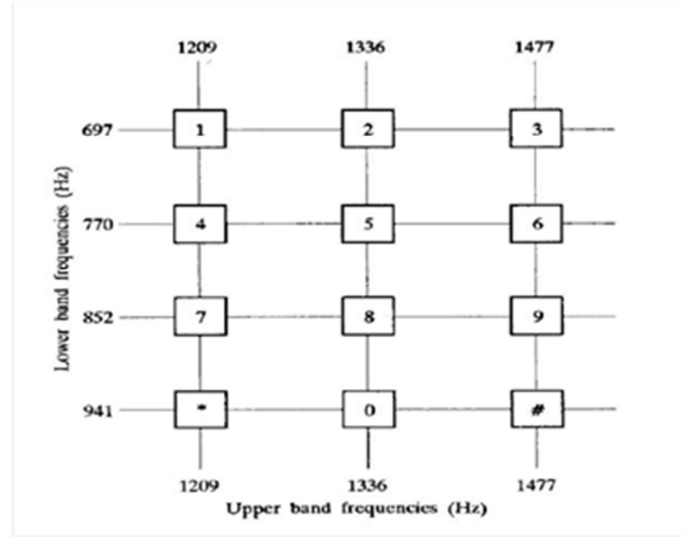 1209 1336 1477
697 1 2 3
770 4 5 6
852 7 8 9
941 * 0 #
1209 1336 1477
Upper band frequencies (Hz)
Lower band frequencies (Hz)